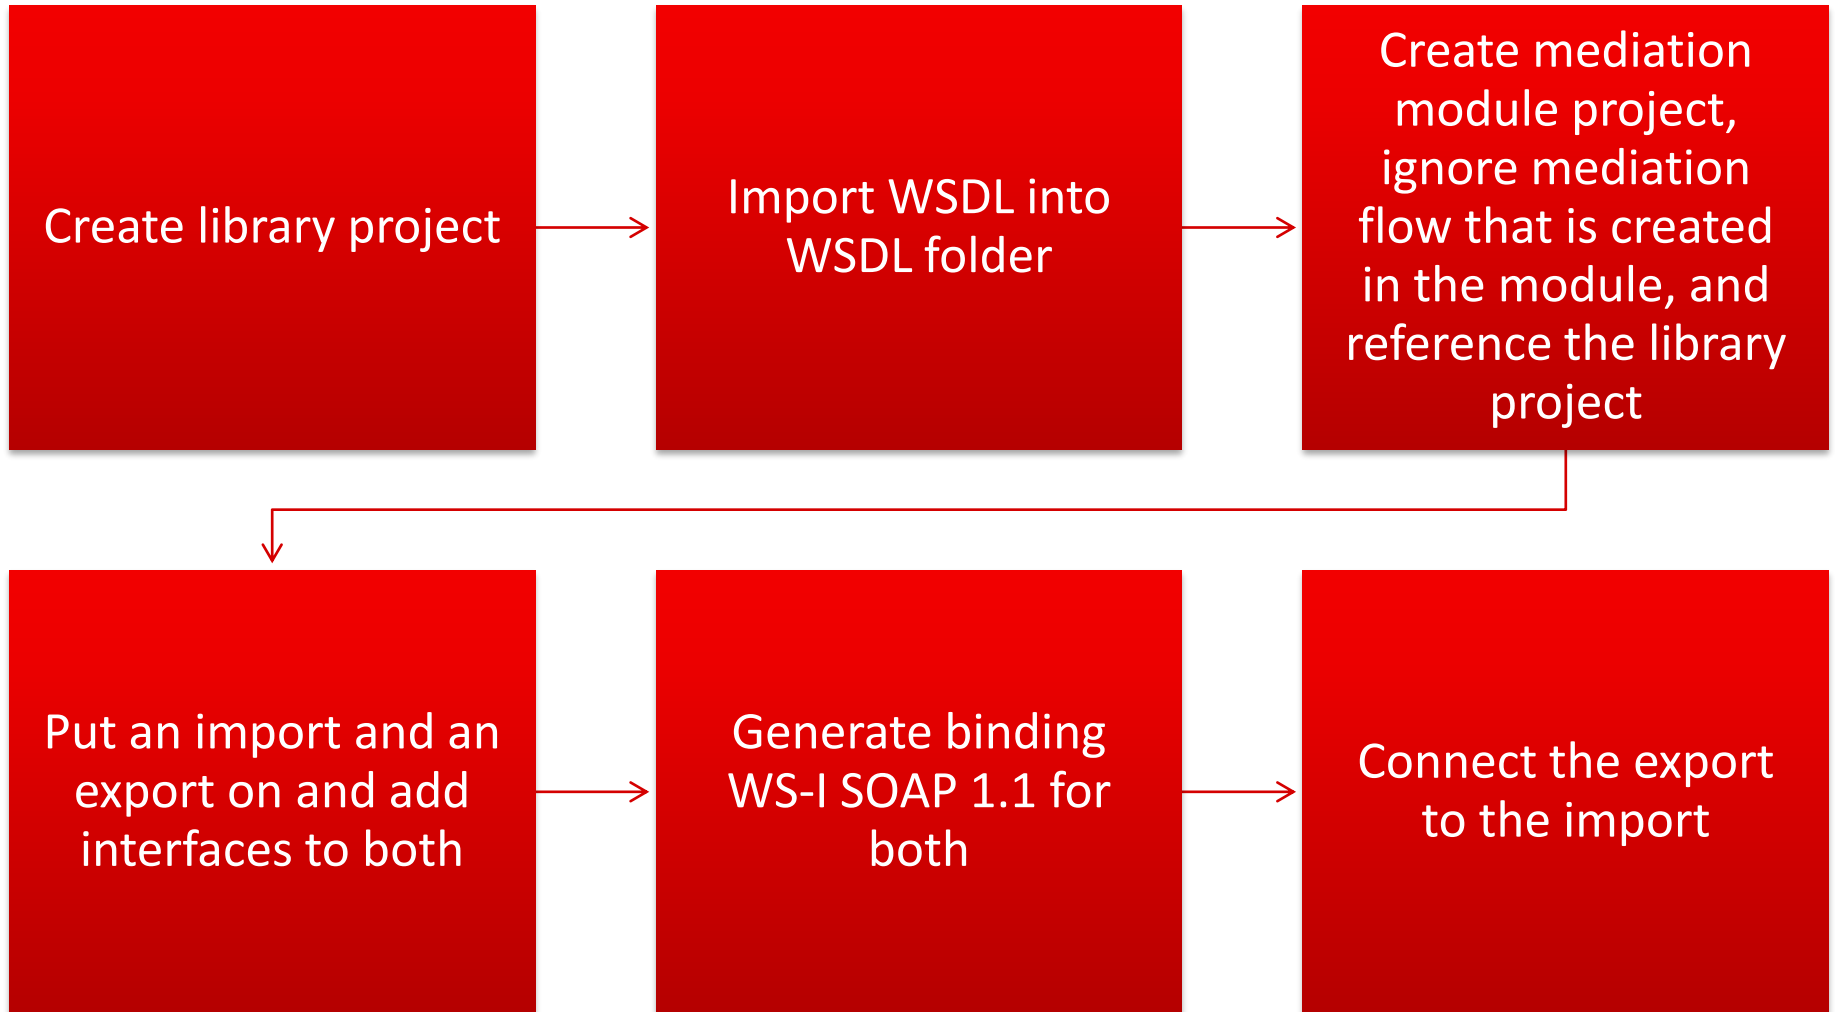 Create library project
Import WSDL into
WSDL folder
Create mediation
module project,
ignore mediation
flow that is created
in the module, and
reference the library
project
Put an import and an
export on and add
interfaces to both
Generate binding
WS-I SOAP 1.1 for
both
Connect the export
to the import